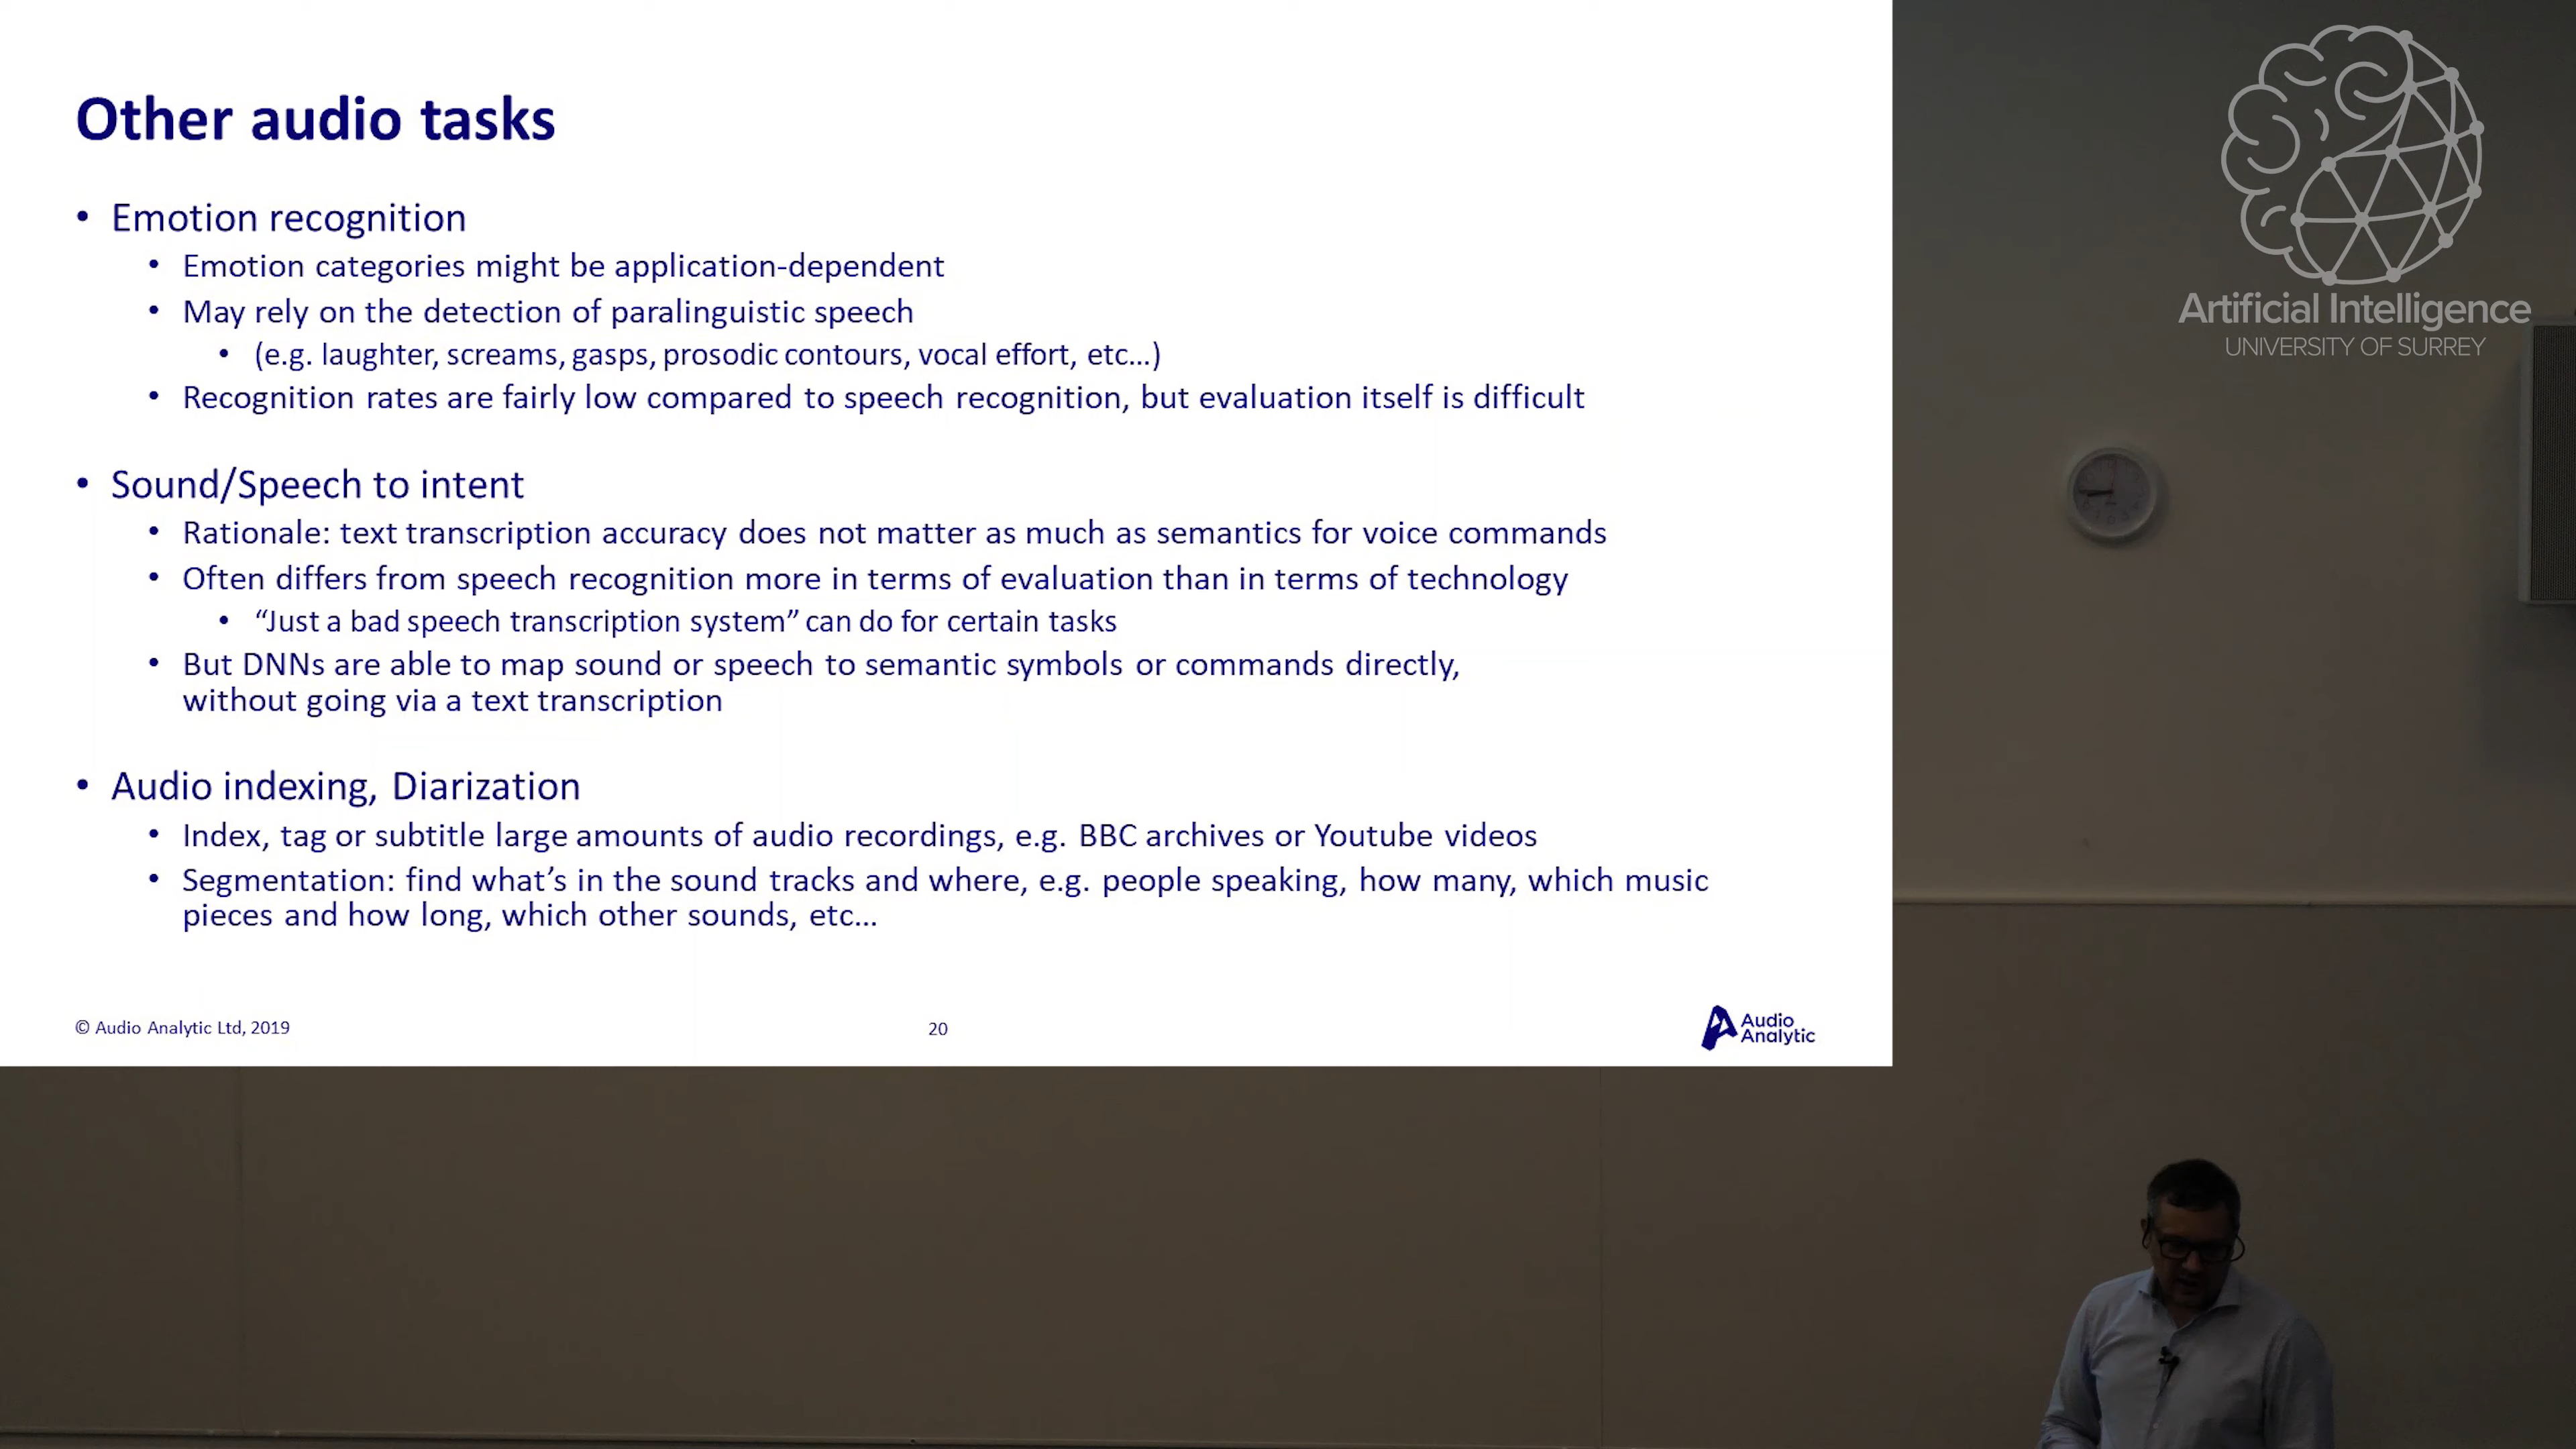 Other audio tasks
• Emotion recognition
• Emotion categories might be application-dependent
• May rely on the detection of paralinguistic speech
• (e.g. laughter, screams, gasps, prosodic contours, vocal effort, etc...)
• Recognition rates are fairly low compared to speech recognition, but evaluation itself is difficult
• Sound/Speech to intent
• Rationale: text transcription accuracy does not matter as much as semantics for voice commands
• Often differs from speech recognition more in terms of evaluation than in terms of technology
• “Just a bad speech transcription system” can do for certain tasks
• But DNNs are able to map sound or speech to semantic symbols or commands directly,
without going via a text transcription
• Audio indexing, Diarization
• Index, tag or subtitle large amounts of audio recordings, e.g. BBC archives or Youtube videos
• Segmentation: find what’s in the sound tracks and where, e.g. people speaking, how many, which music
pieces and how long, which other sounds, etc...
© Audio Analytic Ltd, 2019
20
Audio
Analytic
Artificial Intelligence
UNIVERSITY OF SURREY